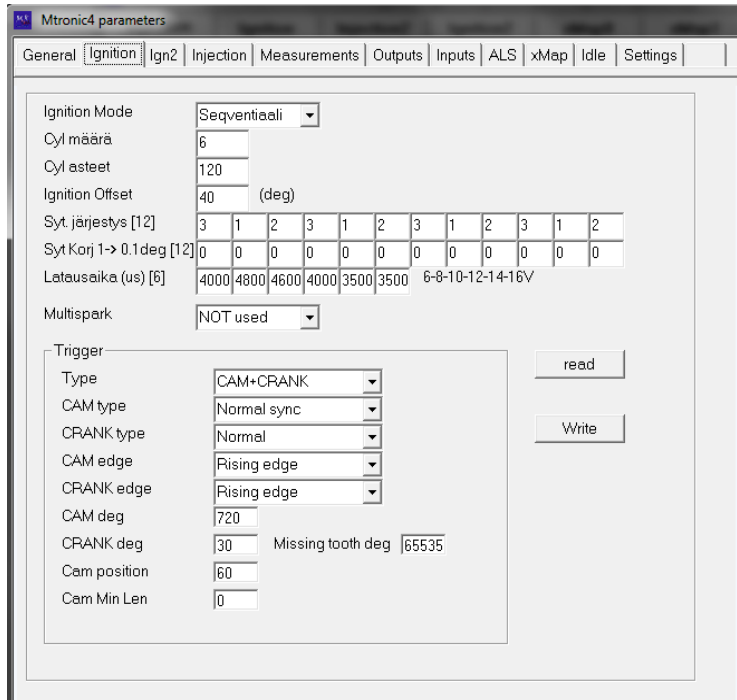 Mtronic4 parameters
General Ignition Ign2 Injection Measurements Outputs Inputs ALS xMap Idle Settings
Ignition Mode Seqventiaali
Cyl määrä 6
Cyl asteet 120
Ignition Offset 40 (deg)
Syt. järjestys [12] 3 1 2 3 1 2 3 1 2 3 1 2
Syt Korj 1-> 0.1deg [12] 0 0 0 0 0 0 0 0 0 0 0 0
Latausaika (us) [6] 4000 4800 4600 4000 3500 3500 6-8-10-12-14-16V
Multispark NOT used
Trigger
Type CAM+CRANK read
CAM type Normal sync
CRANK type Normal Write
CAM edge Rising edge
CRANK edge Rising edge
CAM deg 720
CRANK deg 30 Missing tooth deg 65535
Cam position 60
Cam Min Len 0